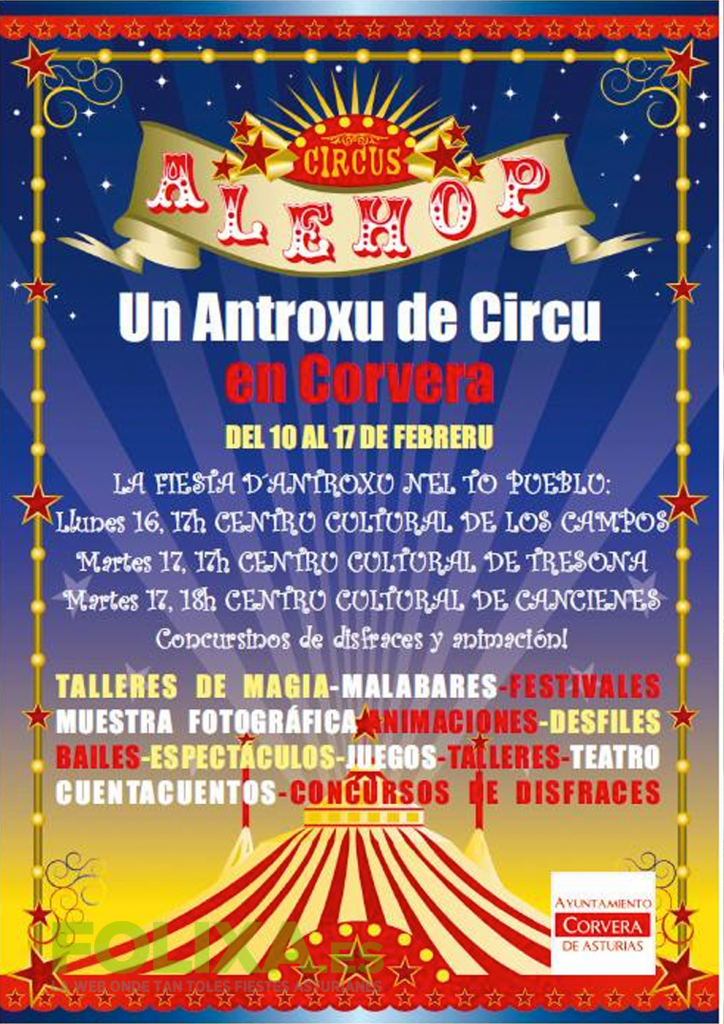 CIRCUS
ALEHOP
Un Antroxu de Circu
en Corvera
DEL 10 AL 17 DE FEBRERU
LA FIESTA D'ANTROXU NEL TO PUEBLU:
Llunes 16, 17h CENTRU CULTURAL DE LOS CAMPOS
Martes 17, 17h CENTRU CULTURAL DE TRESONA
Martes 17, 18h CENTRU CULTURAL DE CANCIENES
Concursinos de disfraces y animación!
TALLERES DE MAGIA-MALABARES-FESTIVALES
MUESTRA FOTOGRÁFICA ANIMACIONES-DESFILES
BAILES-ESPECTÁCULOS-JUEGOS-TALLERES-TEATRO
CUENTACUENTOS-CONCURSOS DE DISFRACES
AYUNTAMIENTO
CORVERA
DE ASTURIAS
FOLIXA.ES
LA WEB ONDE TAN TOLES FIESTES ASTURIANES